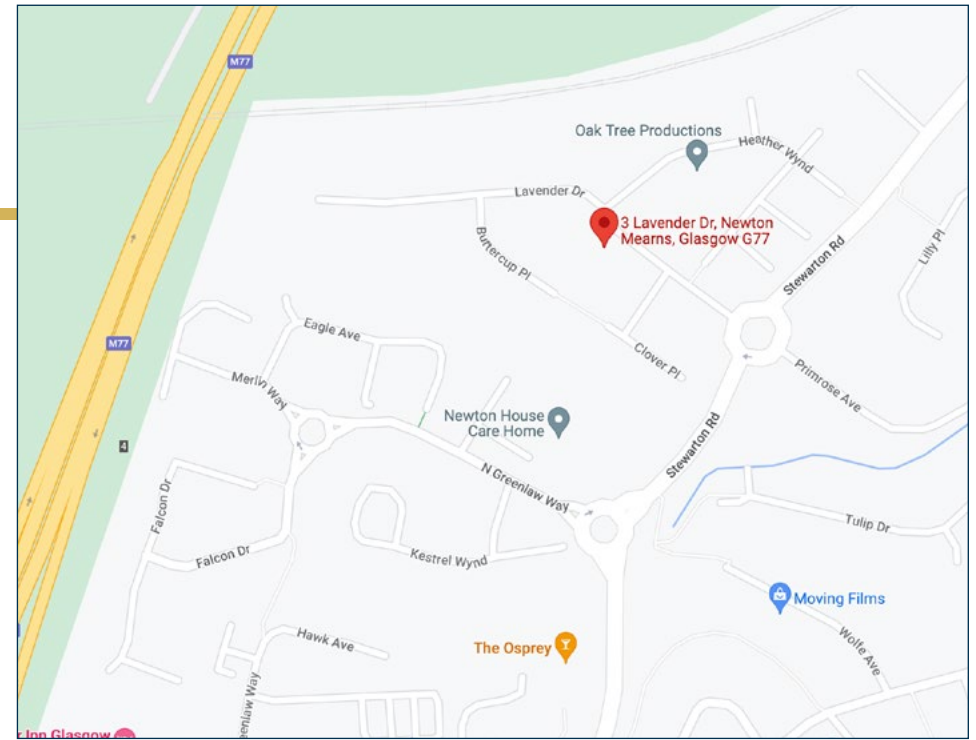 M77
Oak Tree Productions
Heather Wynd
Lavender Dr
3 Lavender Dr, Newton
Mearns, Glasgow G77
Buttercup Pl
Stewarton Rd
Lilly Pl
Eagle Ave
M77
Clover Pl
Merlin Way
Primrose Ave
Newton House
Care Home
4
Stewarton Rd
N Greenlaw Way
Falcon Dr
Tulip Dr
Falcon Dr
Kestrel Wynd
Moving Films
Hawk Ave
The Osprey
Wolfe Ave
Inn Glasgow